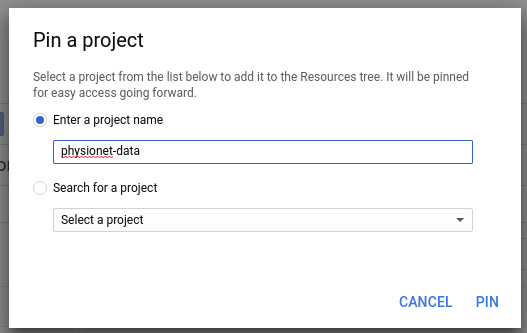 Pin a project
Select a project from the list below to add it to the Resources tree. It will be pinned
for easy access going forward.
Enter a project name
physionet-data
Search for a project
Select a project
CANCEL PIN